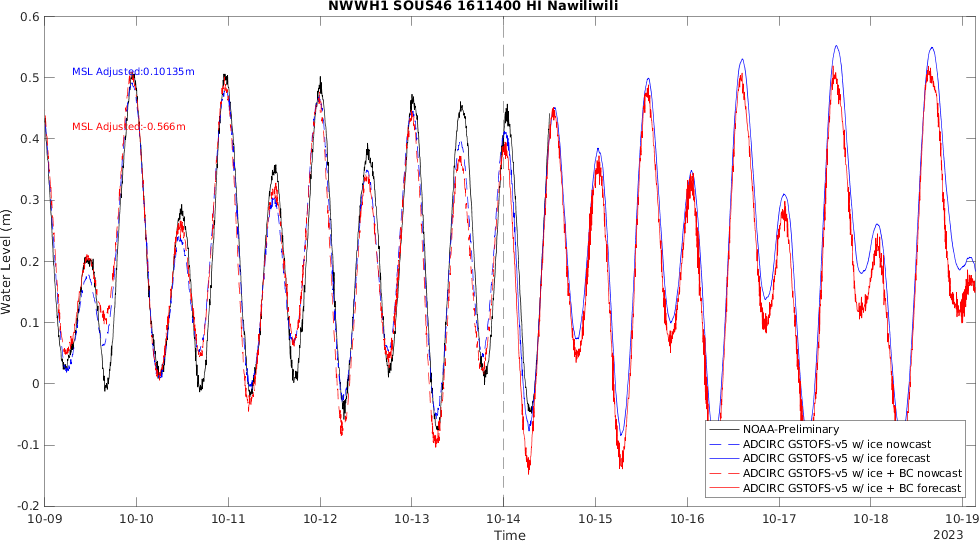 NWWH1 SOUS46 1611400 HI Nawiliwili
0.6
0.5
0.4
0.3
0.2
0.1
0
-0.1
-0.2
Water Level (m)
MSL Adjusted:0.10135m
MSL Adjusted:-0.566m
NOAA-Preliminary
ADCIRC GSTOFS-v5 w/ ice nowcast
ADCIRC GSTOFS-v5 w/ ice forecast
ADCIRC GSTOFS-v5 w/ ice + BC nowcast
ADCIRC GSTOFS-v5 w/ ice + BC forecast
10-09 10-10 10-11 10-12 10-13 10-14 10-15 10-16 10-17 10-18 10-19
Time
2023